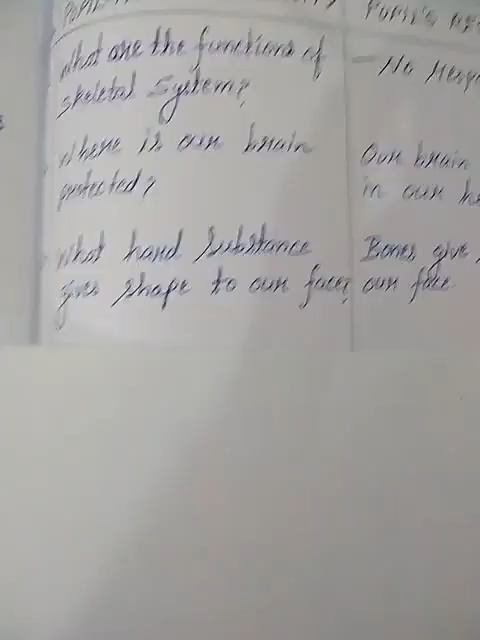 What are the functions of
skeletal System?
- No
Where is our brain
protected?
Our brain
in our
What hard substance
gives shape to our face?
Bones give
our face